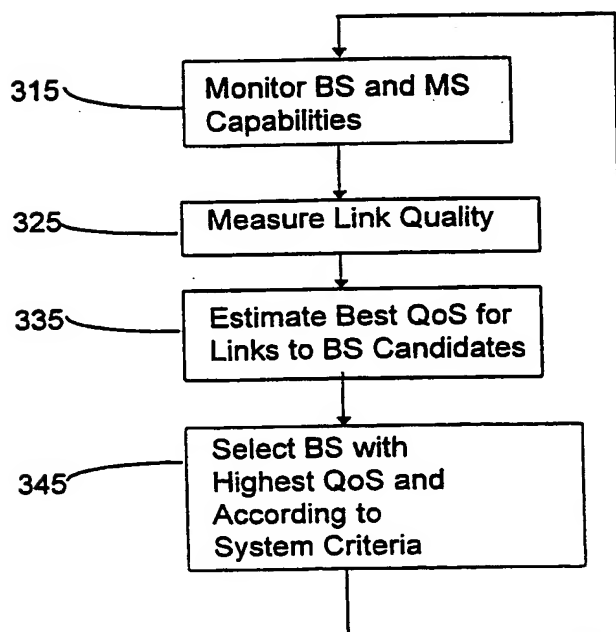 315
Monitor BS and MS
Capabilities
325
Measure Link Quality
335
Estimate Best QoS for
Links to BS Candidates
345
Select BS with
Highest QoS and
According to
System Criteria